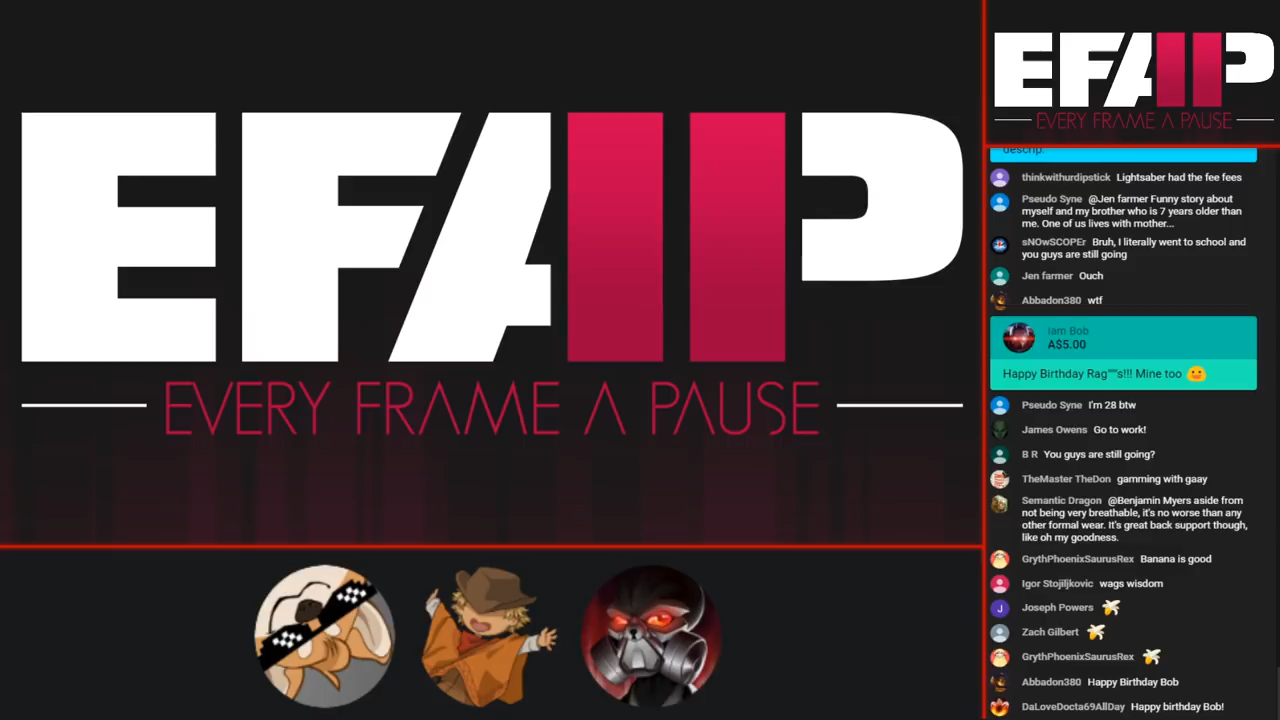 EFAP
EVERY FRAME A PAUSE
EFAP
EVERY FRAME A PAUSE
descrip.
thinkwithurdipstick Lightsaber had the fee fees
Pseudo Syne @Jen farmer Funny story about
myself and my brother who is 7 years older than
me. One of us lives with mother...
sNOwSCOPEr Bruh, I literally went to school and
you guys are still going
Jen farmer Ouch
Abbadon380 wtf
Iam Bob
A$5.00
Happy Birthday Rag"""s!!! Mine too
Pseudo Syne I'm 28 btw
James Owens Go to work!
B R You guys are still going?
TheMaster TheDon gamming with gaay
Semantic Dragon @Benjamin Myers aside from
not being very breathable, it's no worse than any
other formal wear. It's great back support though,
like oh my goodness.
GrythPhoenixSaurusRex Banana is good
Igor Stojiljkovic wags wisdom
J Joseph Powers
Zach Gilbert
GrythPhoenixSaurusRex
Abbadon380 Happy Birthday Bob
DaLoveDocta69AllDay Happy birthday Bob!